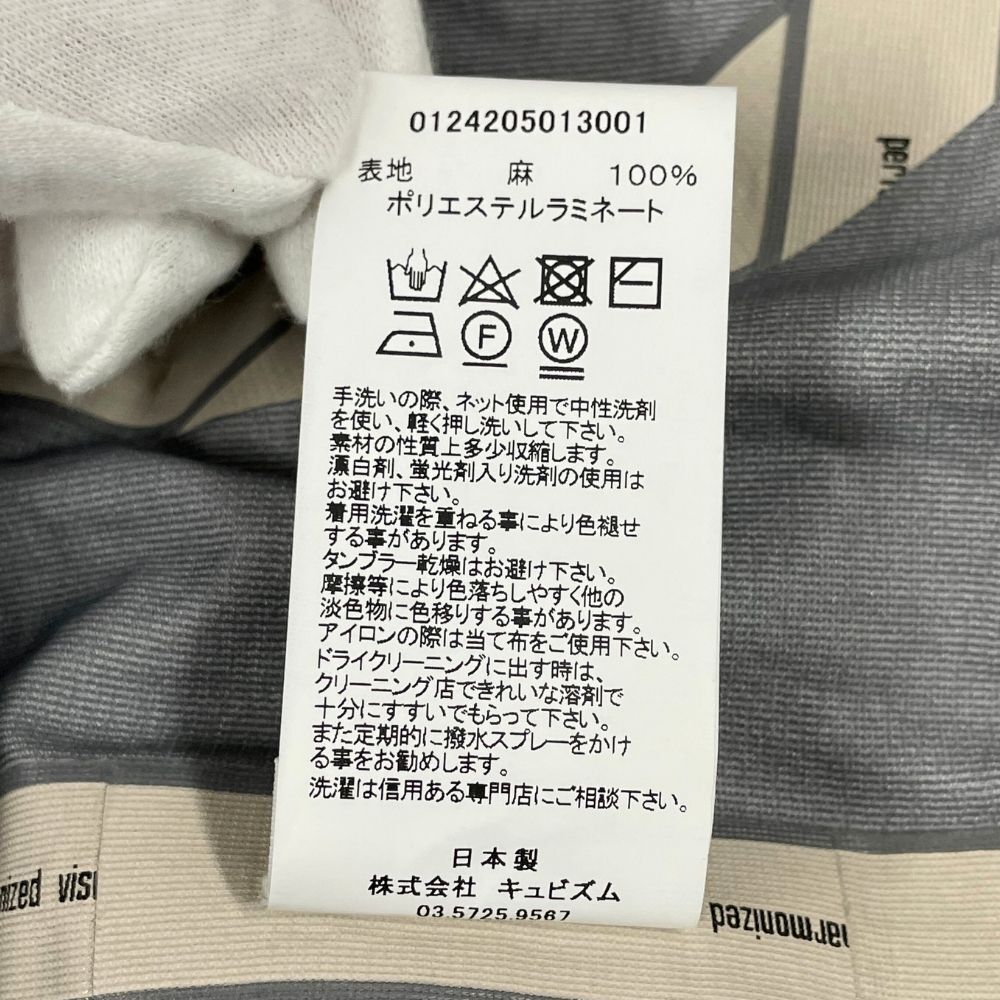 0124205013001
表地 麻 100%
ポリエステルラミネート
F
W
手洗いの際、ネット使用で中性洗剤
を使い、軽く押し洗いして下さい。
素材の性質上多少収縮します。
漂白剤、蛍光剤入り洗剤の使用は
お避け下さい。
着用洗濯を重ねる事により色褪せ
する事があります。
タンブラー乾燥はお避け下さい。
摩擦等により色落ちしやすく他の
淡色物に色移りする事があります。
アイロンの際は当て布をご使用下さい。
ドライクリーニングに出す時は、
クリーニング店できれいな溶剤で
十分にすすいでもらって下さい。
また定期的に撥水スプレーをかけ
る事をお勧めします。
洗濯は信用ある専門店にご相談下さい。
日本製
株式会社 キュビズム
03.5725.9567
harmonized